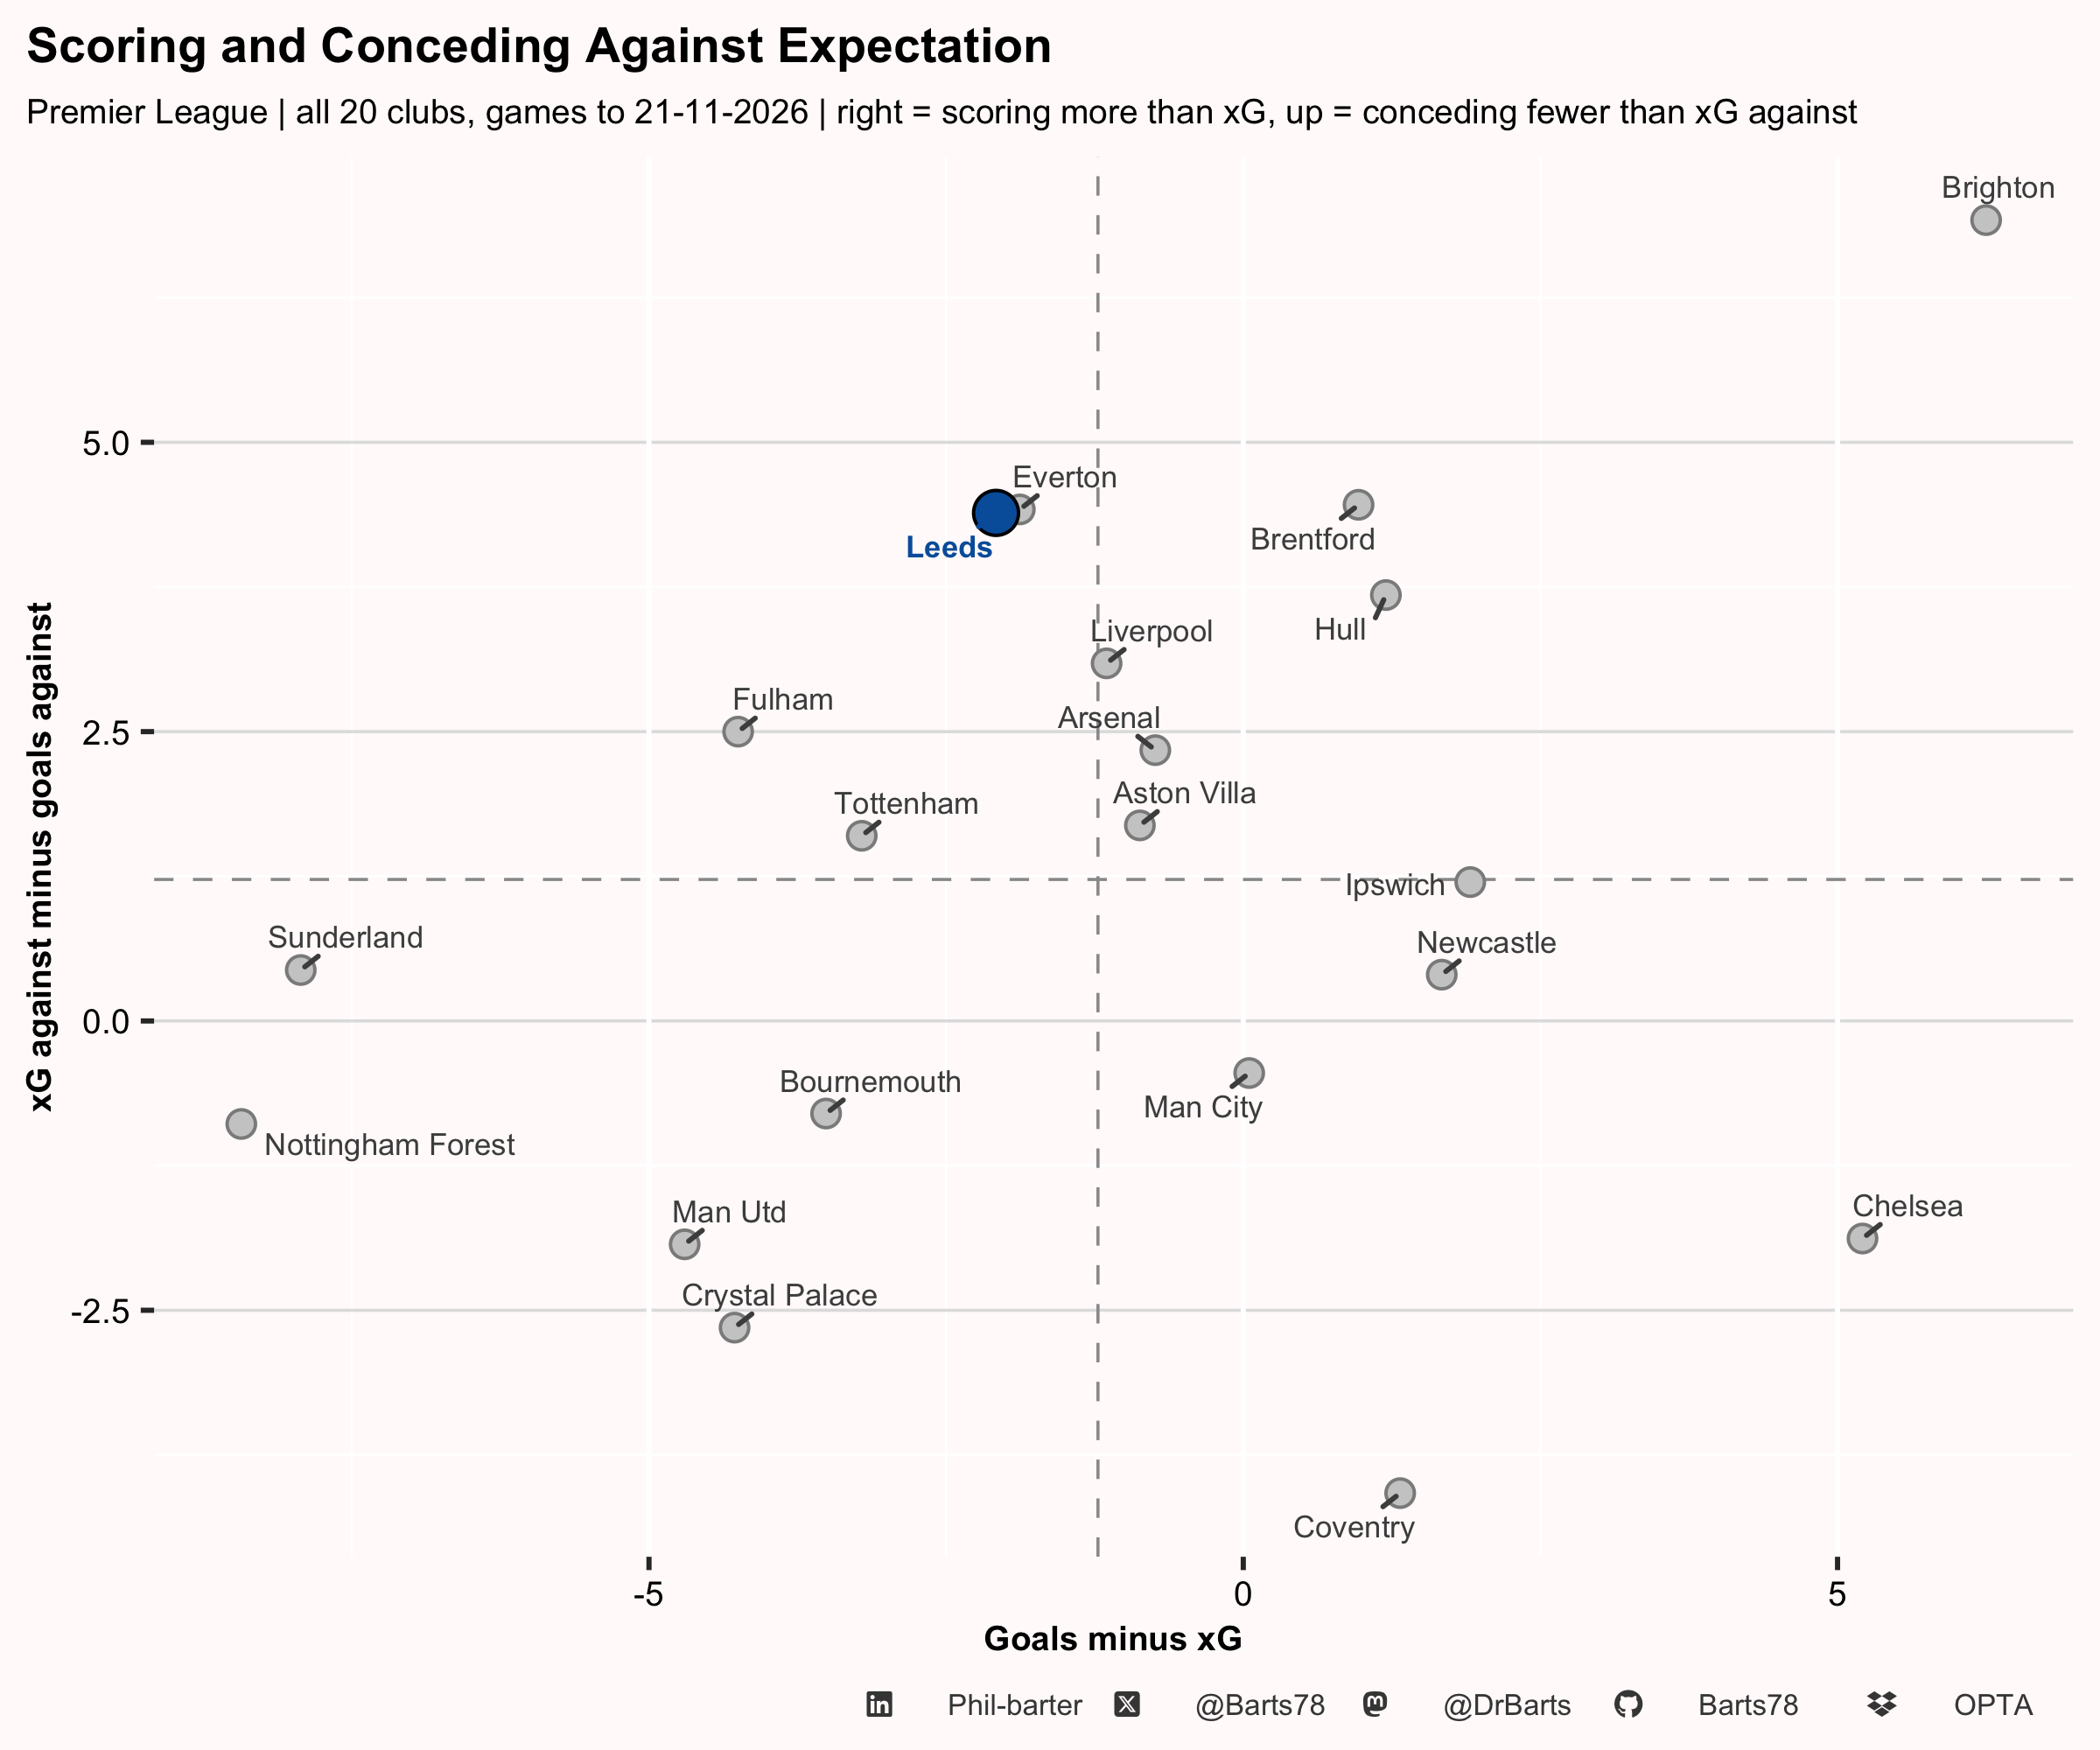 Scoring and Conceding Against Expectation
Premier League | all 20 clubs, games to 21-11-2026 | right = scoring more than xG, up = conceding fewer than xG against
Brighton
5.0
Everton
Leeds
Brentford
Hull
Liverpool
Fulham
2.5
Arsenal
Aston Villa
Tottenham
Ipswich
Sunderland
Newcastle
0.0
Bournemouth
Man City
Nottingham Forest
Man Utd
Chelsea
Crystal Palace
-2.5
Coventry
xG against minus goals against
-5 0 5
Goals minus xG
Phil-barter @Barts78 @DrBarts Barts78 OPTA